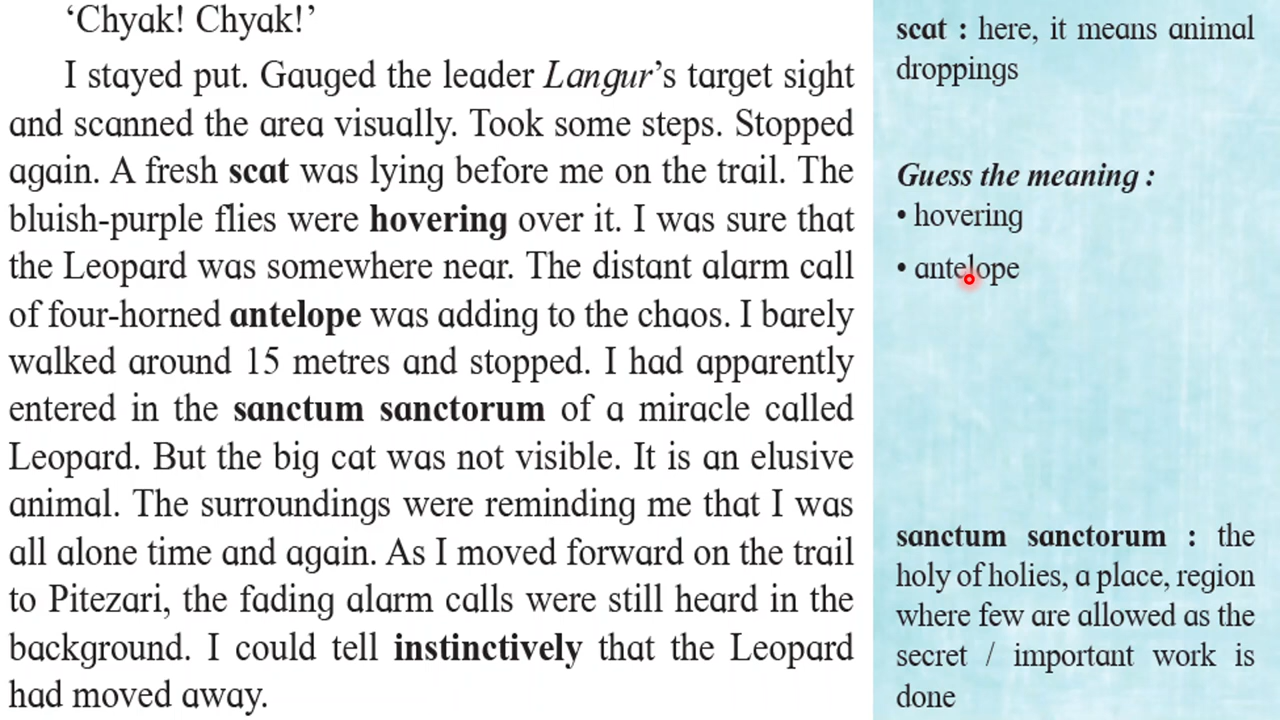 ‘Chyak! Chyak!’
I stayed put. Gauged the leader Langur’s target sight
and scanned the area visually. Took some steps. Stopped
again. A fresh scat was lying before me on the trail. The
bluish-purple flies were hovering over it. I was sure that
the Leopard was somewhere near. The distant alarm call
of four-horned antelope was adding to the chaos. I barely
walked around 15 metres and stopped. I had apparently
entered in the sanctum sanctorum of a miracle called
Leopard. But the big cat was not visible. It is an elusive
animal. The surroundings were reminding me that I was
all alone time and again. As I moved forward on the trail
to Pitezari, the fading alarm calls were still heard in the
background. I could tell instinctively that the Leopard
had moved away.
scat : here, it means animal
droppings
Guess the meaning :
• hovering
• antelope
sanctum sanctorum : the
holy of holies, a place, region
where few are allowed as the
secret / important work is
done